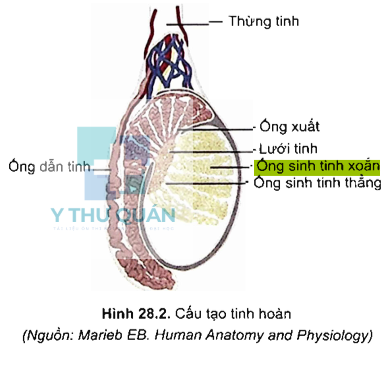 Thừng tinh
Ống xuất
Lưới tinh
Ống dẫn tinh
Ống sinh tinh xoắn
Ống sinh tinh thẳng
Y THƯ QUÁN
Hình 28.2. Cấu tạo tinh hoàn
(Nguồn: Marieb EB. Human Anatomy and Physiology)